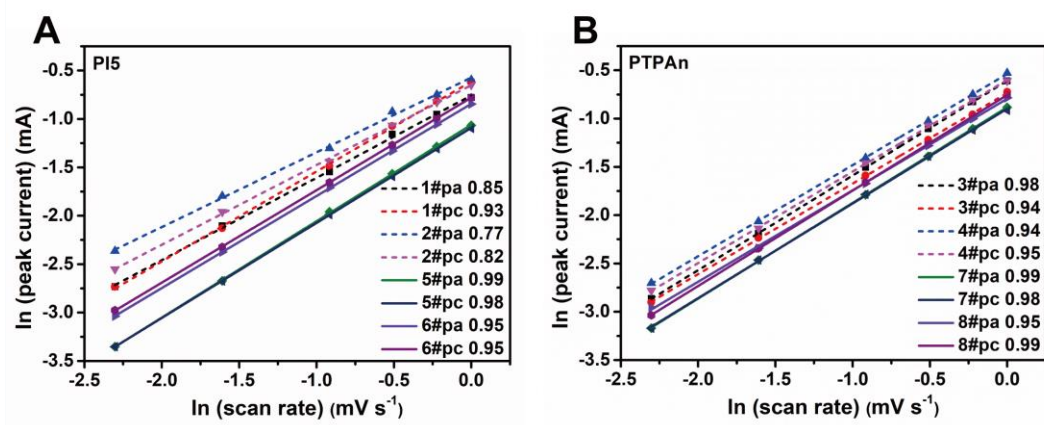 A
PI5
ln (peak current) (mA)
-0.5
-1.0
-1.5
-2.0
-2.5
-3.0
-3.5
1#pa 0.85
1#pc 0.93
2#pa 0.77
2#pc 0.82
5#pa 0.99
5#pc 0.98
6#pa 0.95
6#pc 0.95
-2.5 -2.0 -1.5 -1.0 -0.5 0.0
ln (scan rate) (mV s⁻¹)
B
PTPAn
ln (peak current) (mA)
-0.5
-1.0
-1.5
-2.0
-2.5
-3.0
-3.5
3#pa 0.98
3#pc 0.94
4#pa 0.94
4#pc 0.95
7#pa 0.99
7#pc 0.98
8#pa 0.95
8#pc 0.99
-2.5 -2.0 -1.5 -1.0 -0.5 0.0
ln (scan rate) (mV s⁻¹)